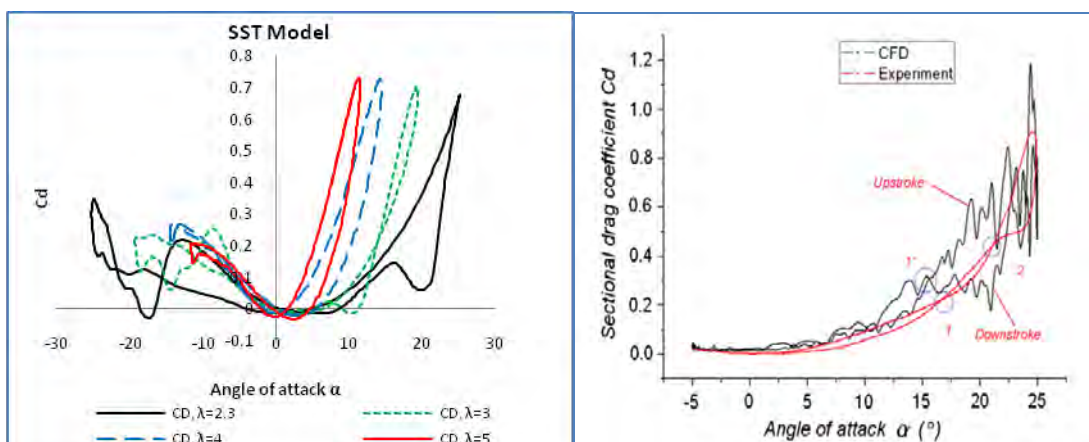 SST Model
0.8
0.7
0.6
0.5
0.4
0.3
0.2
0.1
0
-0.1
-30
-20
-10
0
10
20
30
Cd
Angle of attack α
CD, λ=2.3
CD, λ=3
CD, λ=4
CD, λ=5
CFD
Experiment
1.2
1.0
0.8
0.6
0.4
0.2
0.0
-5
0
5
10
15
20
25
Sectional drag coefficient Cd
Upstroke
1'
2
1
Downstroke
Angle of attack α (°)